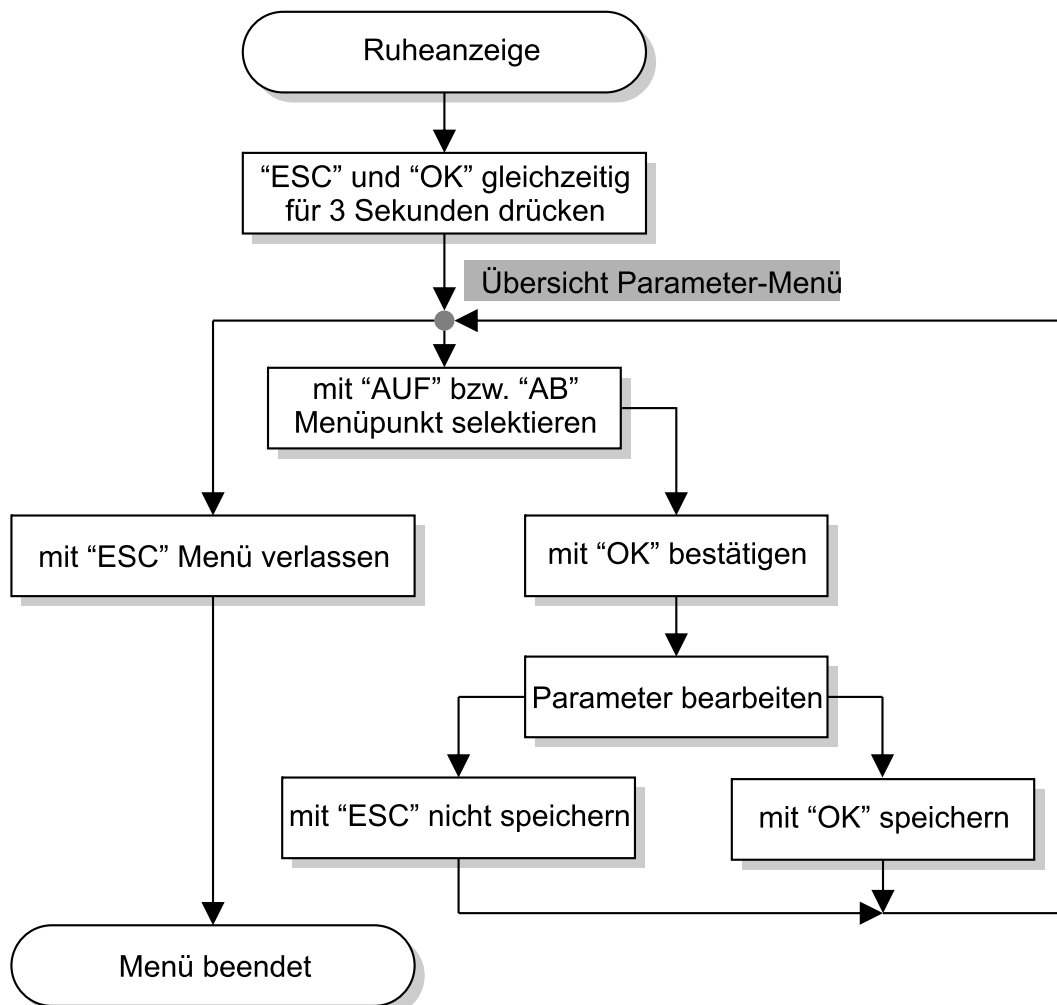 Ruheanzeige
“ESC” und “OK” gleichzeitig
für 3 Sekunden drücken
Übersicht Parameter-Menü
mit “AUF” bzw. “AB”
Menüpunkt selektieren
mit “ESC” Menü verlassen
mit “OK” bestätigen
Parameter bearbeiten
mit “ESC” nicht speichern
mit “OK” speichern
Menü beendet